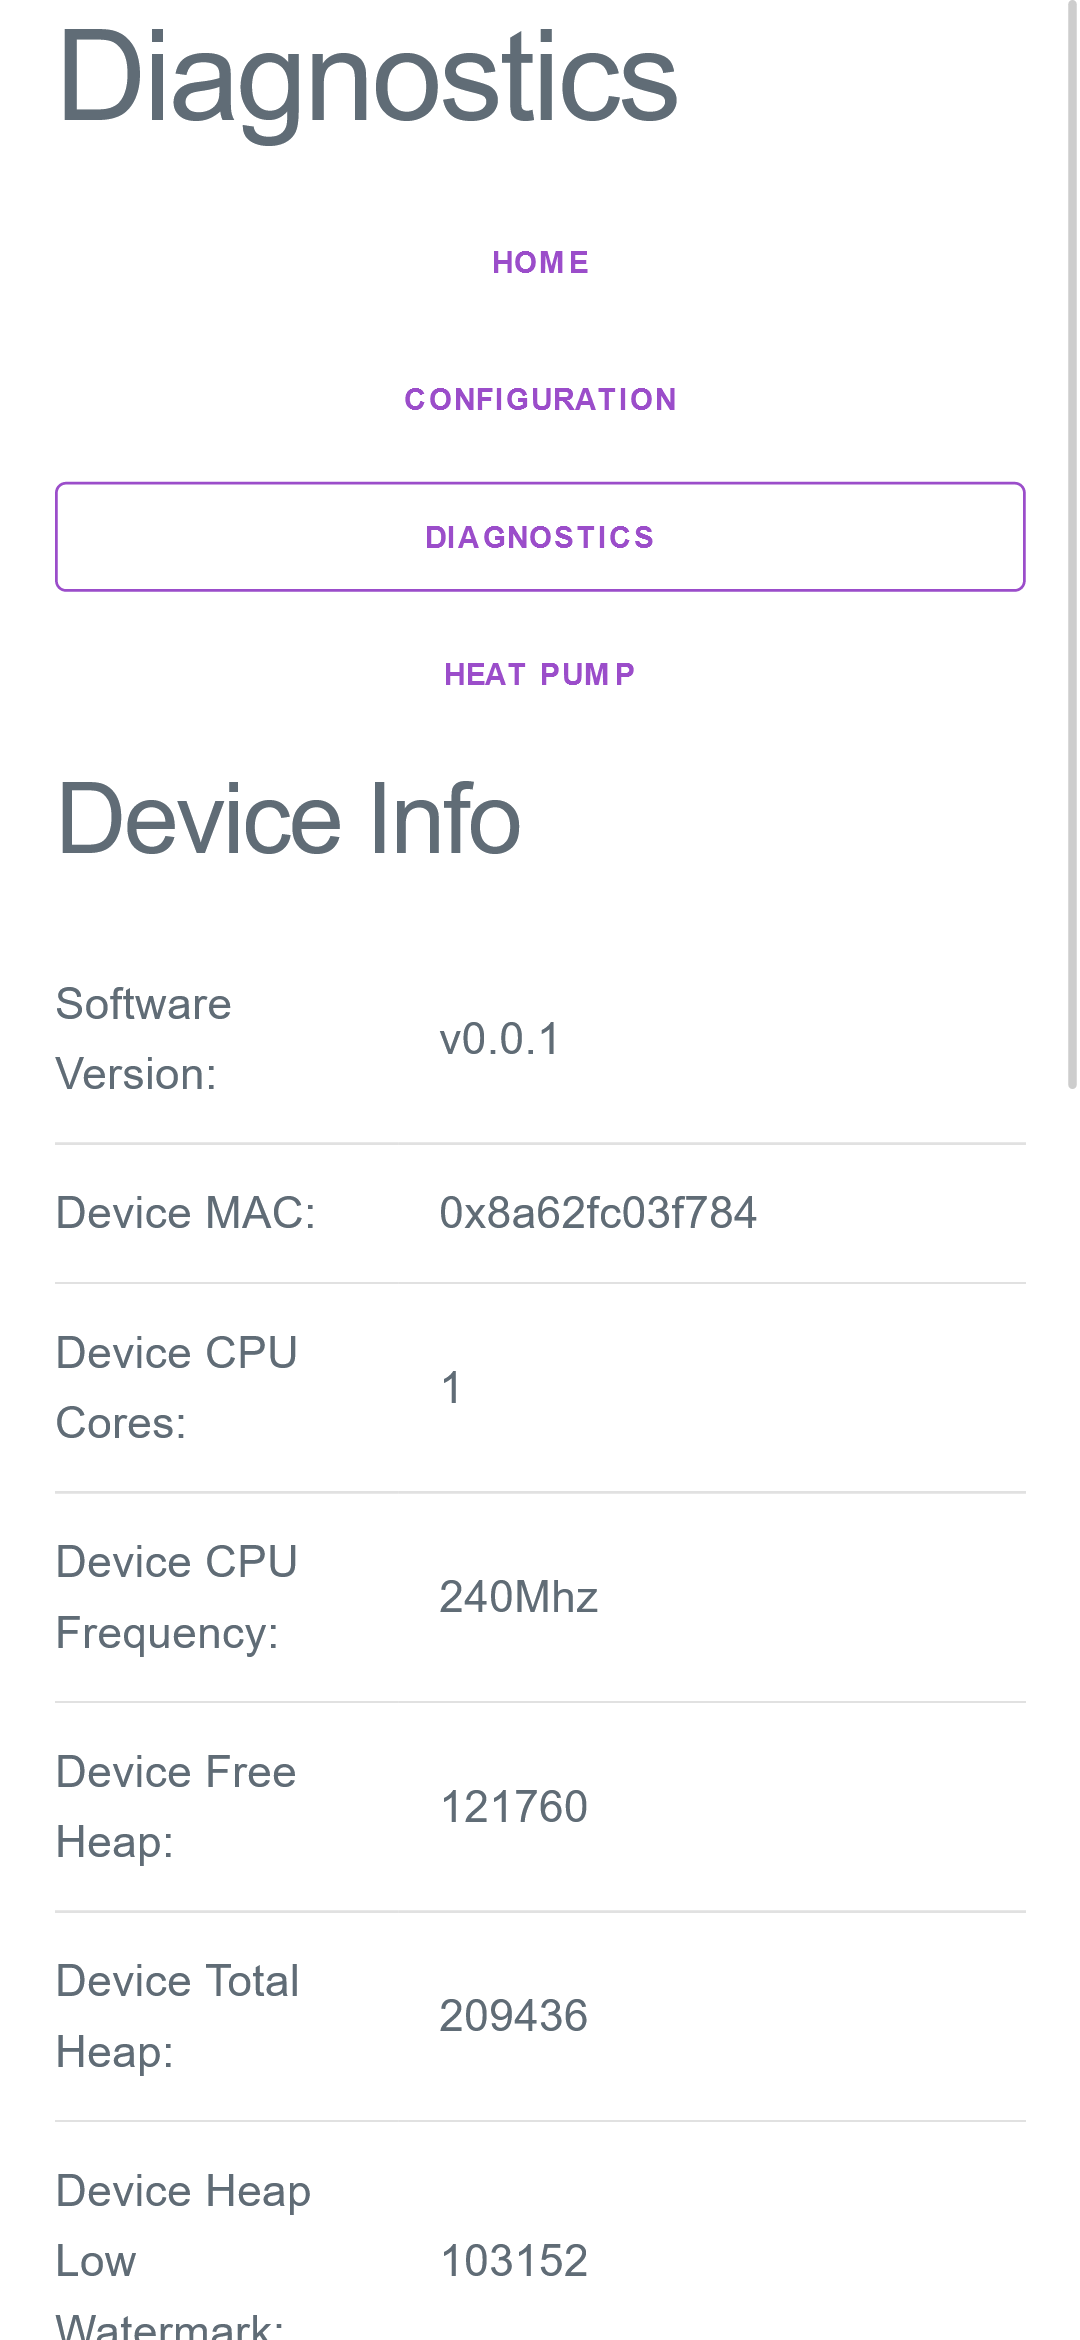 Diagnostics
HOME
CONFIGURATION
DIAGNOSTICS
HEAT PUMP
Device Info
Software
Version:
v0.0.1
Device MAC:
0x8a62fc03f784
Device CPU
Cores:
1
Device CPU
Frequency:
240Mhz
Device Free
Heap:
121760
Device Total
Heap:
209436
Device Heap
Low
Watermark:
103152